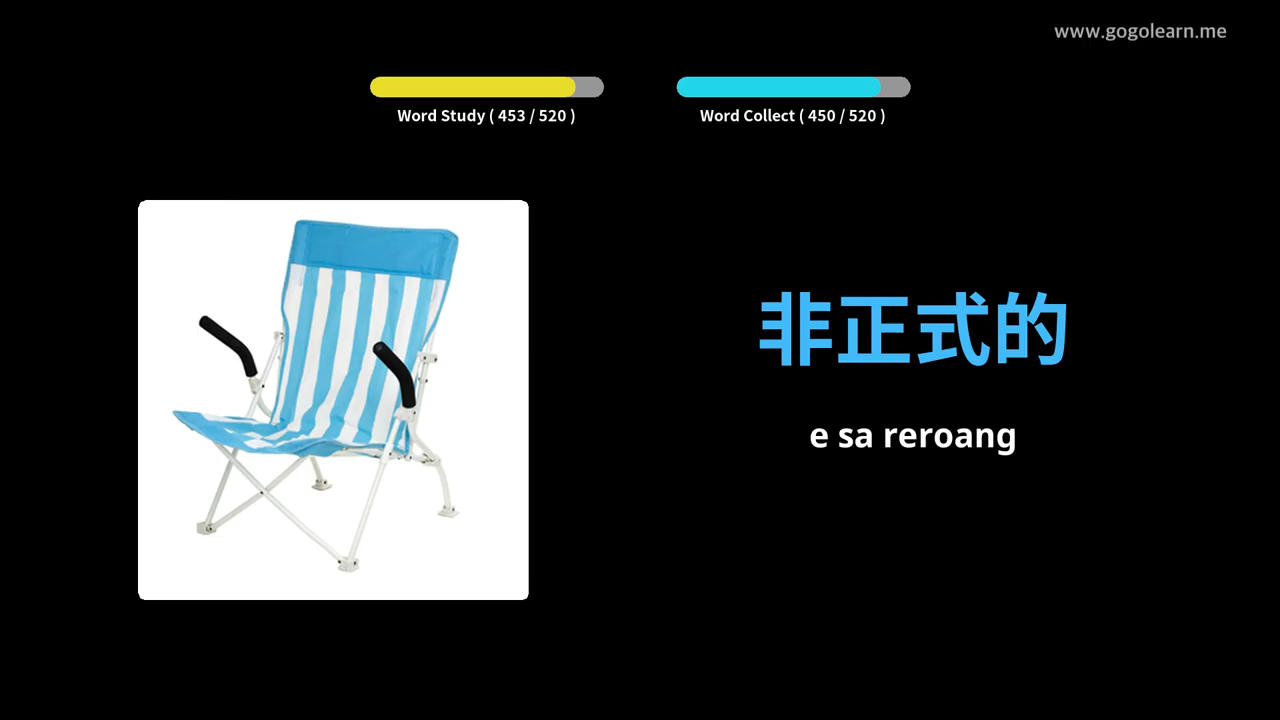 www.gogolearn.me
Word Study ( 453 / 520 )
Word Collect ( 450 / 520 )
非正式的
e sa reroang